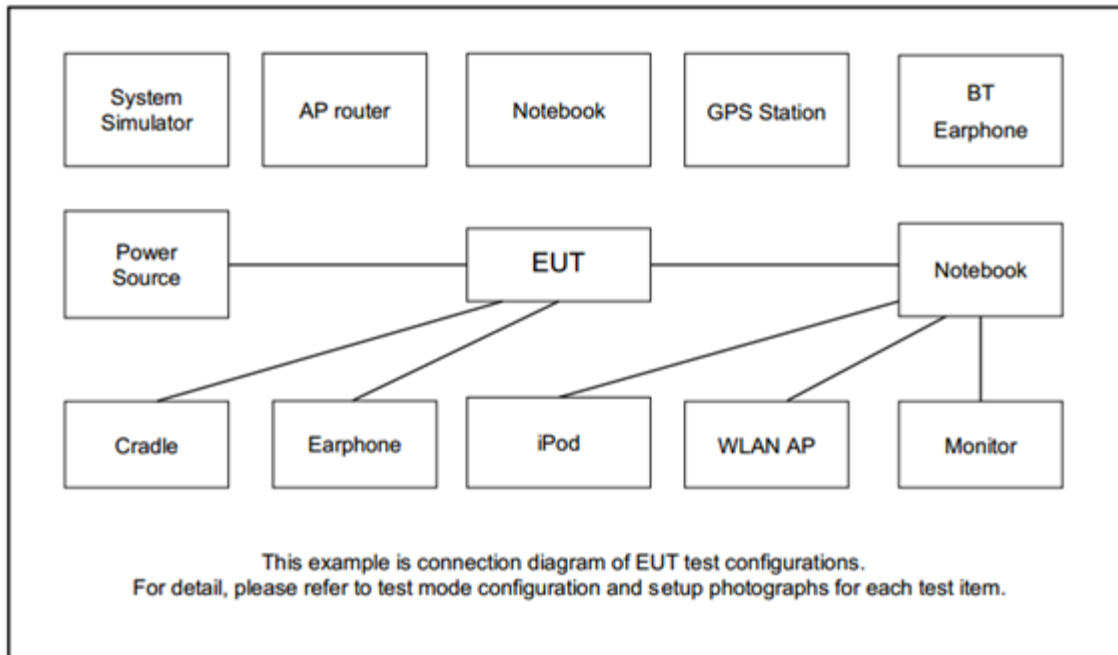 System
Simulator
AP router
Notebook
GPS Station
BT
Earphone
Power
Source
EUT
Notebook
Cradle
Earphone
iPod
WLAN AP
Monitor
This example is connection diagram of EUT test configurations.
For detail, please refer to test mode configuration and setup photographs for each test item.